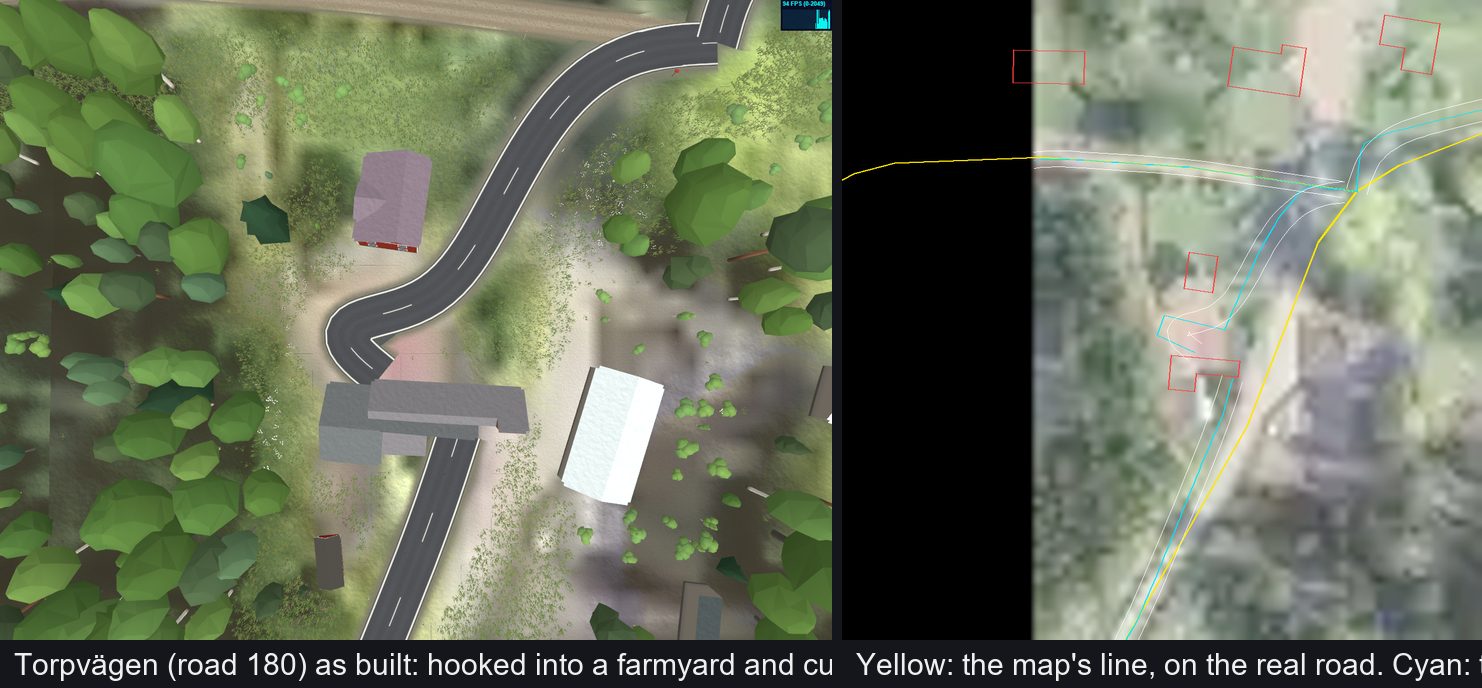 94 FPS (0-2049)
Torpvägen (road 180) as built: hooked into a farmyard and cu
Yellow: the map's line, on the real road. Cyan: